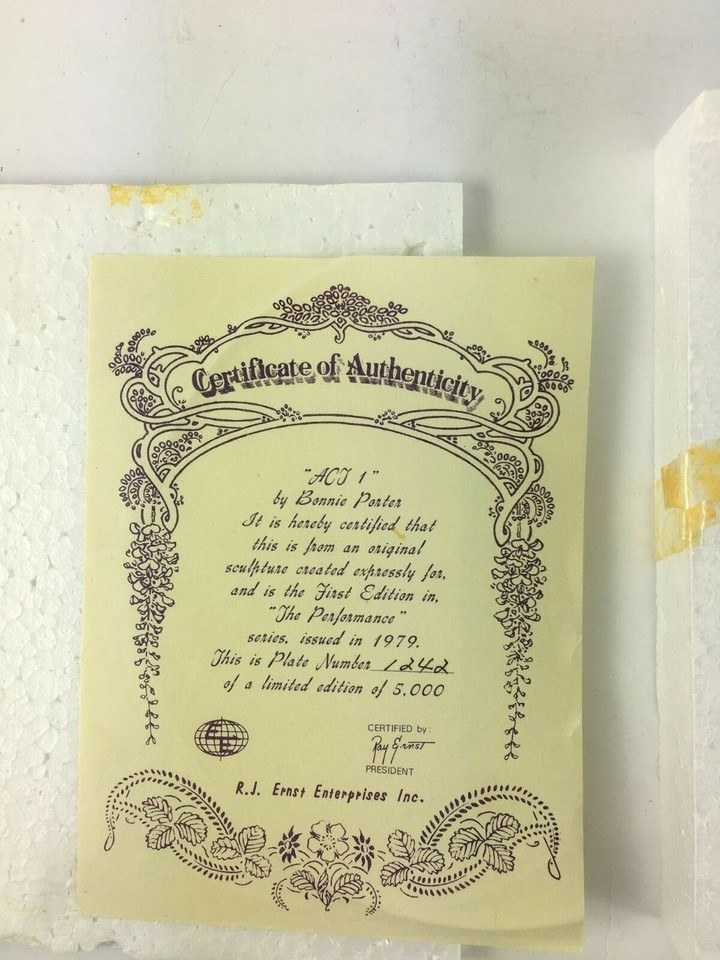 Certificate of Authenticity
"ACT 1"
by Bonnie Porter
It is hereby certified that
this is from an original
sculpture created expressly for,
and is the First Edition in,
"The Performance"
series, issued in 1979.
This is Plate Number 1242
of a limited edition of 5,000
CERTIFIED by:
Ray Ernst
PRESIDENT
R.J. Ernst Enterprises Inc.